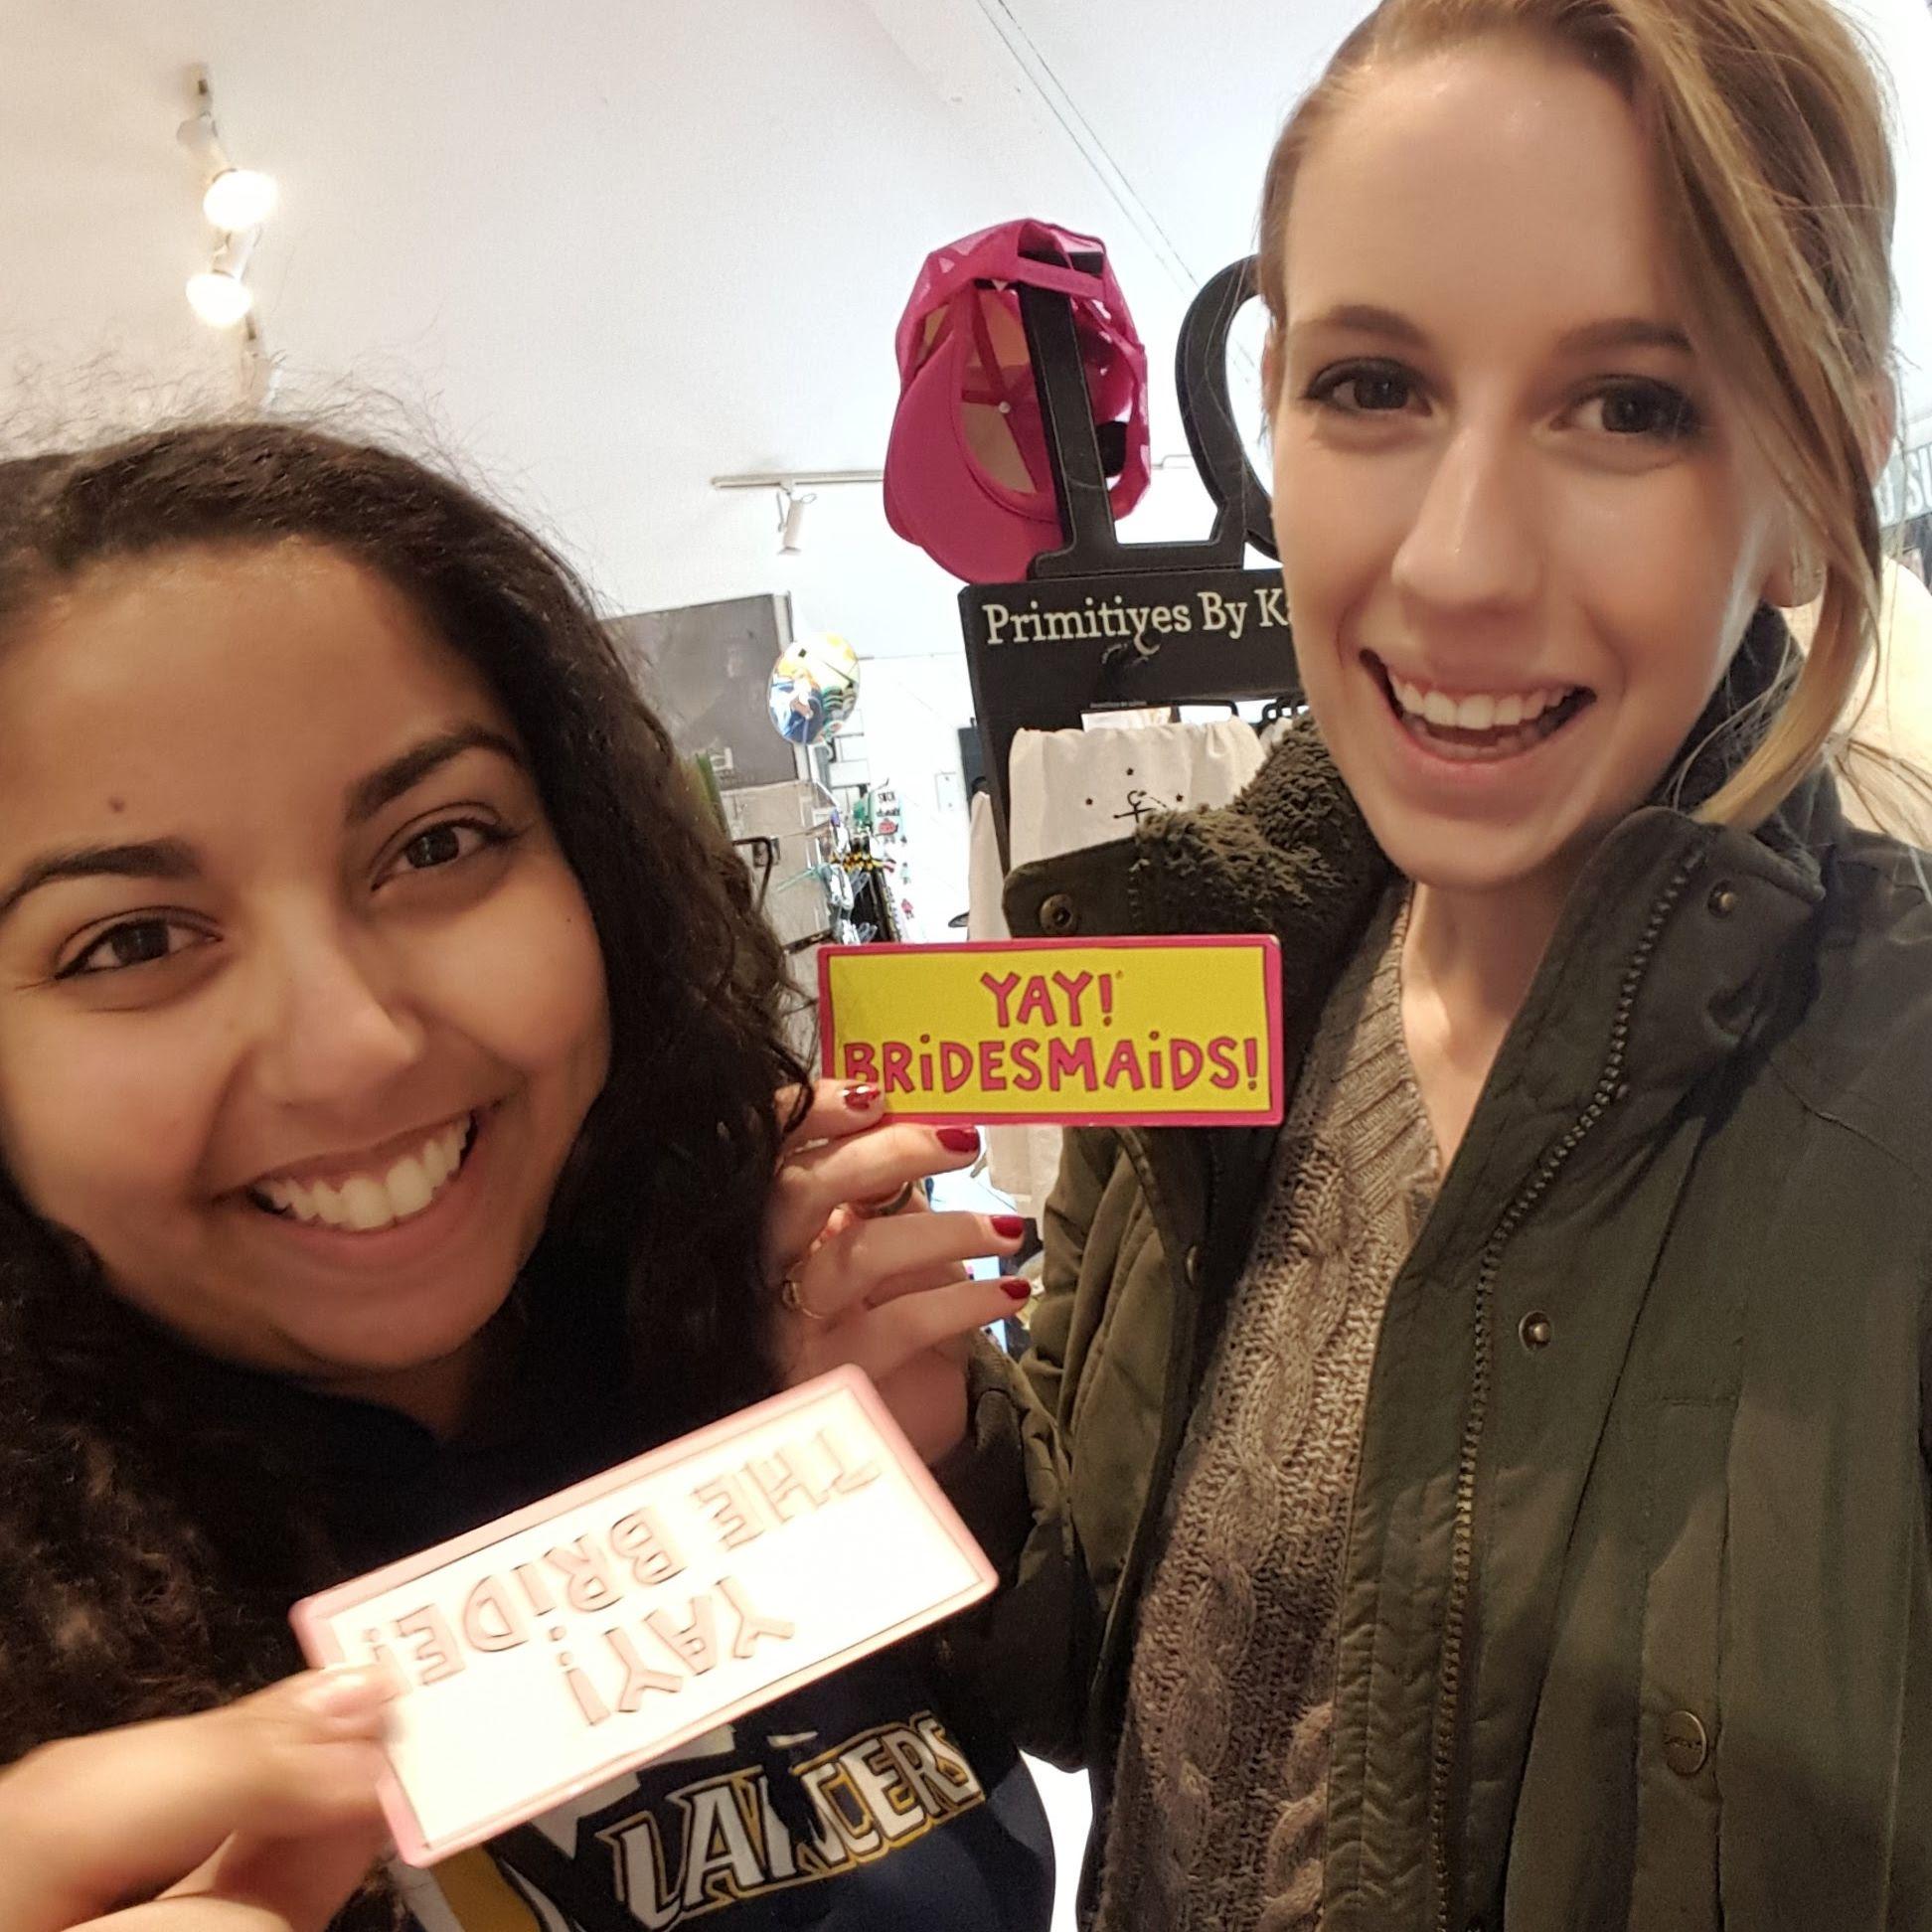 Primitives By
YAY!
BRiDESMAiDS!
YAY!
THE BRiDE!
LANCERS